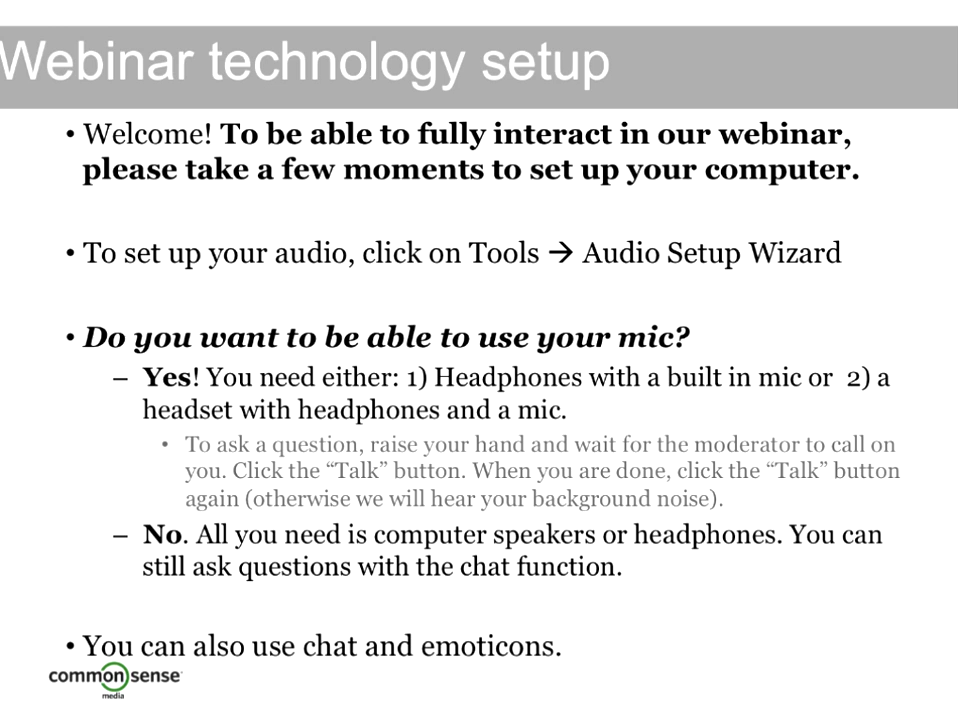 Webinar technology setup
• Welcome! To be able to fully interact in our webinar,
please take a few moments to set up your computer.
• To set up your audio, click on Tools → Audio Setup Wizard
• Do you want to be able to use your mic?
– Yes! You need either: 1) Headphones with a built in mic or 2) a
headset with headphones and a mic.
• To ask a question, raise your hand and wait for the moderator to call on
you. Click the “Talk” button. When you are done, click the “Talk” button
again (otherwise we will hear your background noise).
– No. All you need is computer speakers or headphones. You can
still ask questions with the chat function.
• You can also use chat and emoticons.
common sense
media